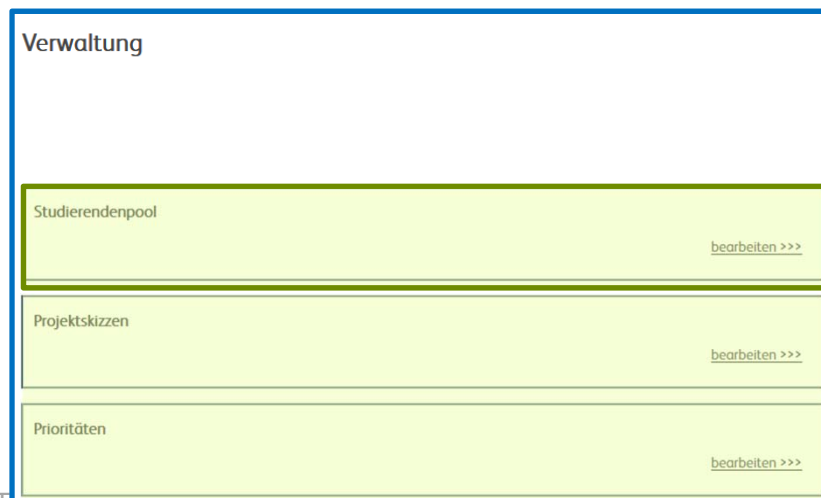 Verwaltung
Studierendenpool
bearbeiten >>>
Projektskizzen
bearbeiten >>>
Prioritäten
bearbeiten >>>